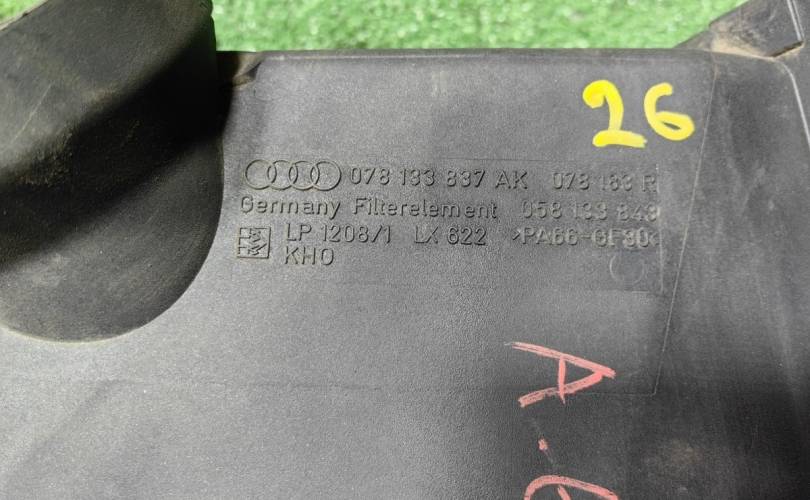 26
078 133 837 AK 078 183 R
Germany Filterelement 058 133 843
LP 1208/1 LX 622 >PA66-GF30<
KHO
A.